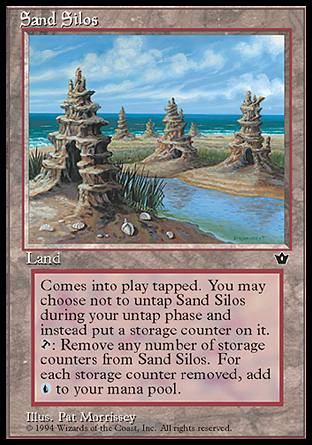 Sand Silos
Land
Comes into play tapped. You may
choose not to untap Sand Silos
during your untap phase and
instead put a storage counter on it.
: Remove any number of storage
counters from Sand Silos. For
each storage counter removed, add
to your mana pool.
Illus. Pat Morrissey
© 1994 Wizards of the Coast, Inc. All rights reserved.